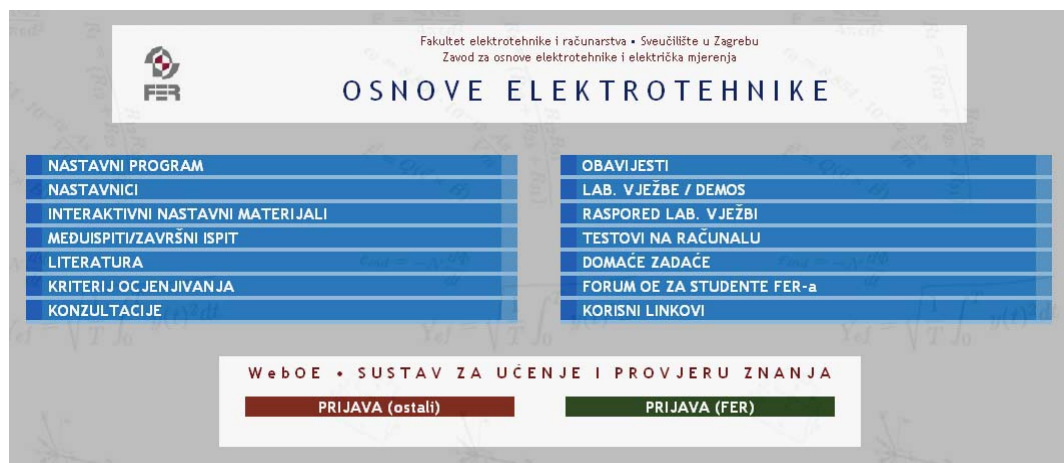 Fakultet elektrotehnike i računarstva • Sveučilište u Zagrebu
Zavod za osnove elektrotehnike i električka mjerenja
FER
OSNOVE ELEKTROTEHNIKE
NASTAVNI PROGRAM
NASTAVNICI
INTERAKTIVNI NASTAVNI MATERIJALI
MEĐUISPITI/ZAVRŠNI ISPIT
LITERATURA
KRITERIJ OCJENJIVANJA
KONZULTACIJE
OBAVIJESTI
LAB. VJEŽBE / DEMOS
RASPORED LAB. VJEŽBI
TESTOVI NA RAČUNALU
DOMAĆE ZADAĆE
FORUM OE ZA STUDENTE FER-a
KORISNI LINKOVI
WebOE • SUSTAV ZA UČENJE I PROVJERU ZNANJA
PRIJAVA (ostali)
PRIJAVA (FER)